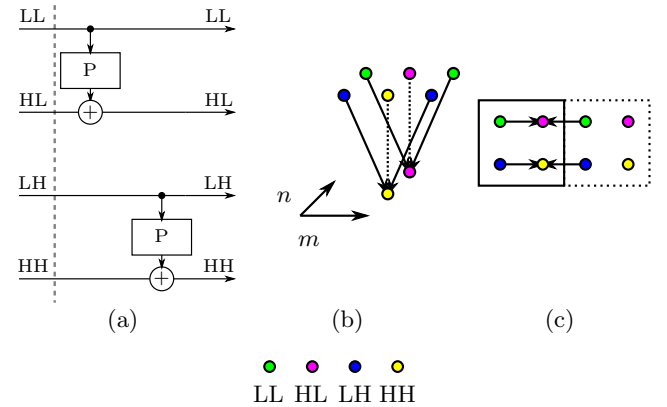 LL LL
P
HL + HL
LH LH
P
HH + HH
n
m
(a) (b) (c)
LL HL LH HH